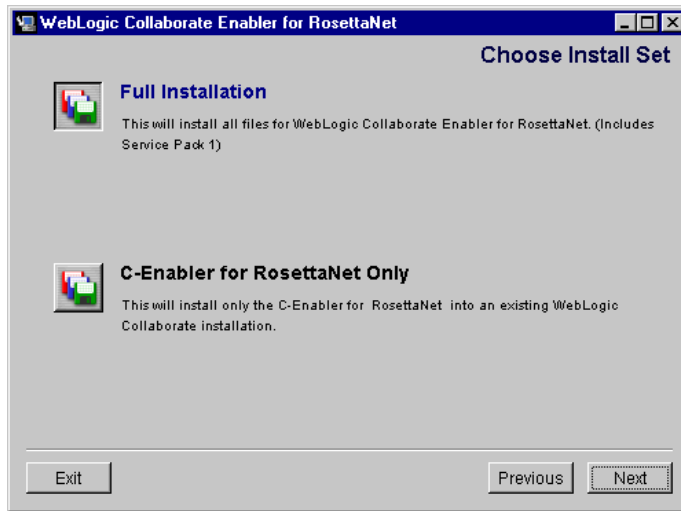 WebLogic Collaborate Enabler for RosettaNet
Choose Install Set
Full Installation
This will install all files for WebLogic Collaborate Enabler for RosettaNet. (Includes
Service Pack 1)
C-Enabler for RosettaNet Only
This will install only the C-Enabler for RosettaNet into an existing WebLogic
Collaborate installation.
Exit
Previous
Next